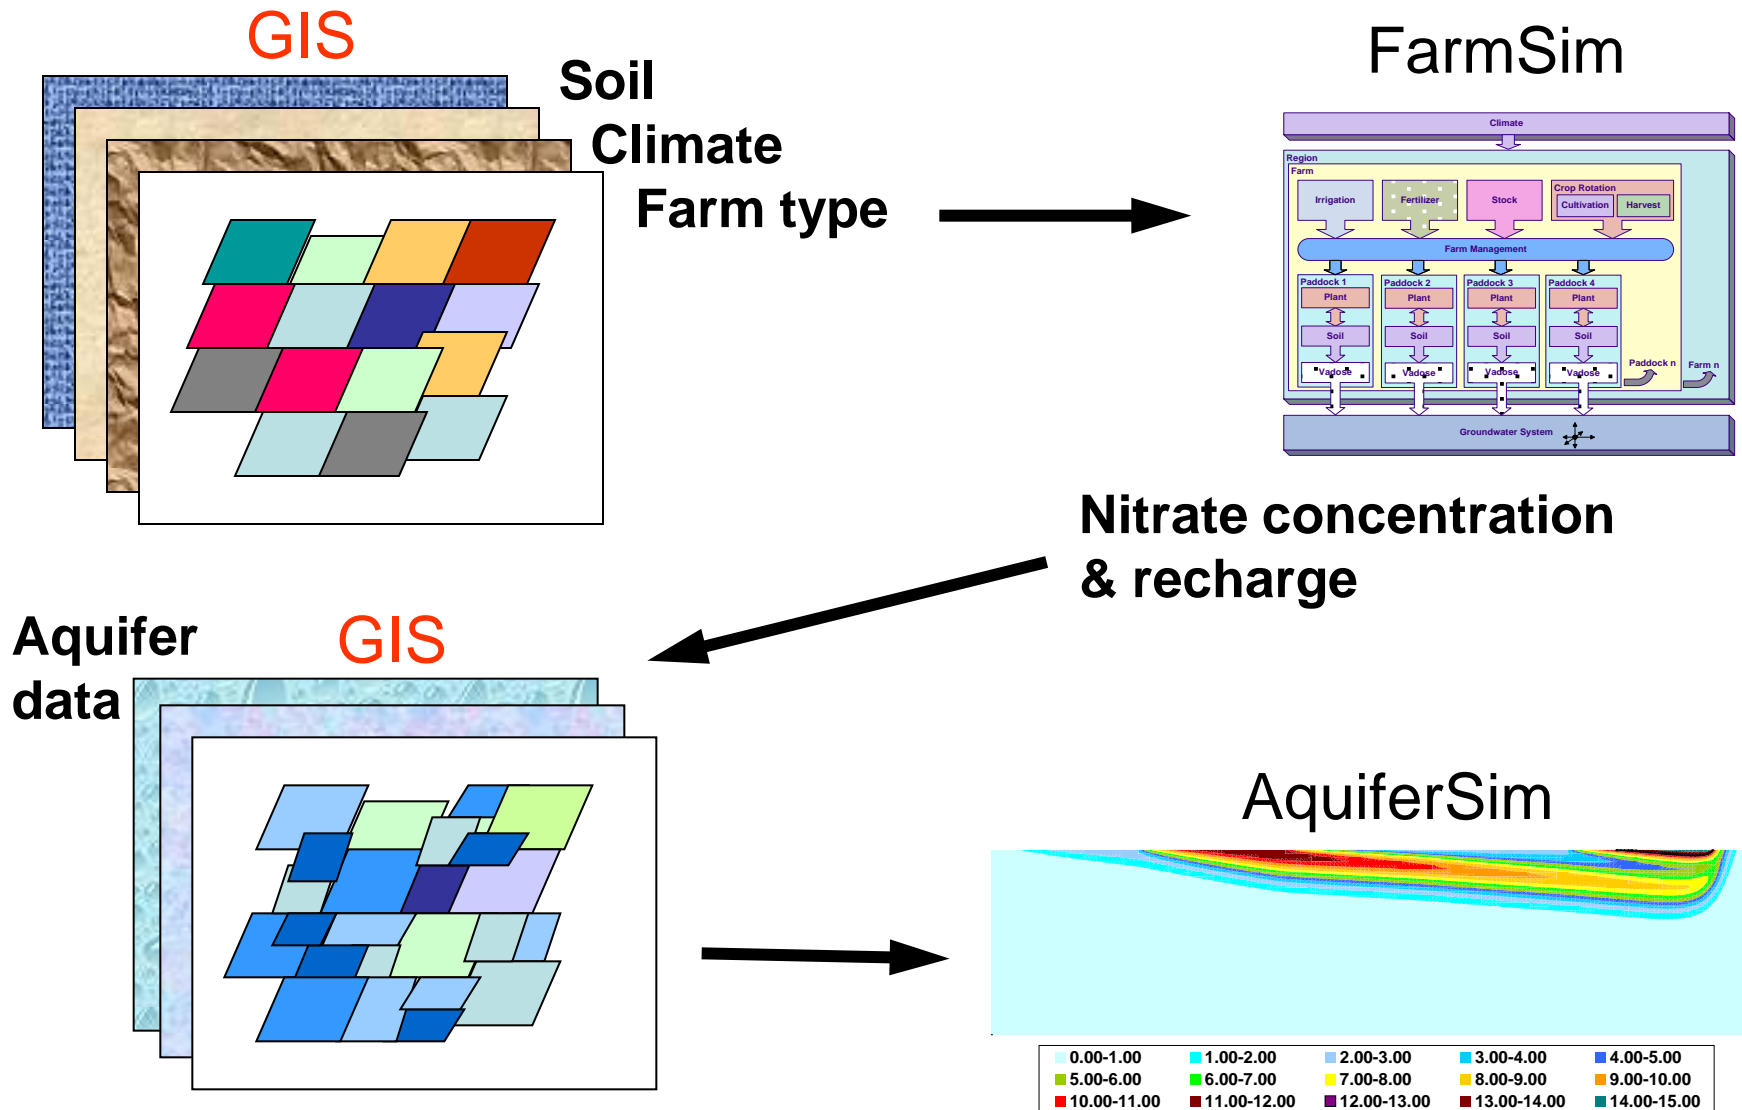 GIS
Soil
Climate
Farm type
FarmSim
Climate
Region
Farm
Irrigation
Fertilizer
Stock
Crop Rotation
Cultivation
Harvest
Farm Management
Paddock 1
Paddock 2
Paddock 3
Paddock 4
Plant
Plant
Plant
Plant
Soil
Soil
Soil
Soil
Vadose
Vadose
Vadose
Vadose
Paddock n
Farm n
Groundwater System
Nitrate concentration
& recharge
Aquifer
data
GIS
AquiferSim
0.00-1.00 1.00-2.00 2.00-3.00 3.00-4.00 4.00-5.00
5.00-6.00 6.00-7.00 7.00-8.00 8.00-9.00 9.00-10.00
10.00-11.00 11.00-12.00 12.00-13.00 13.00-14.00 14.00-15.00